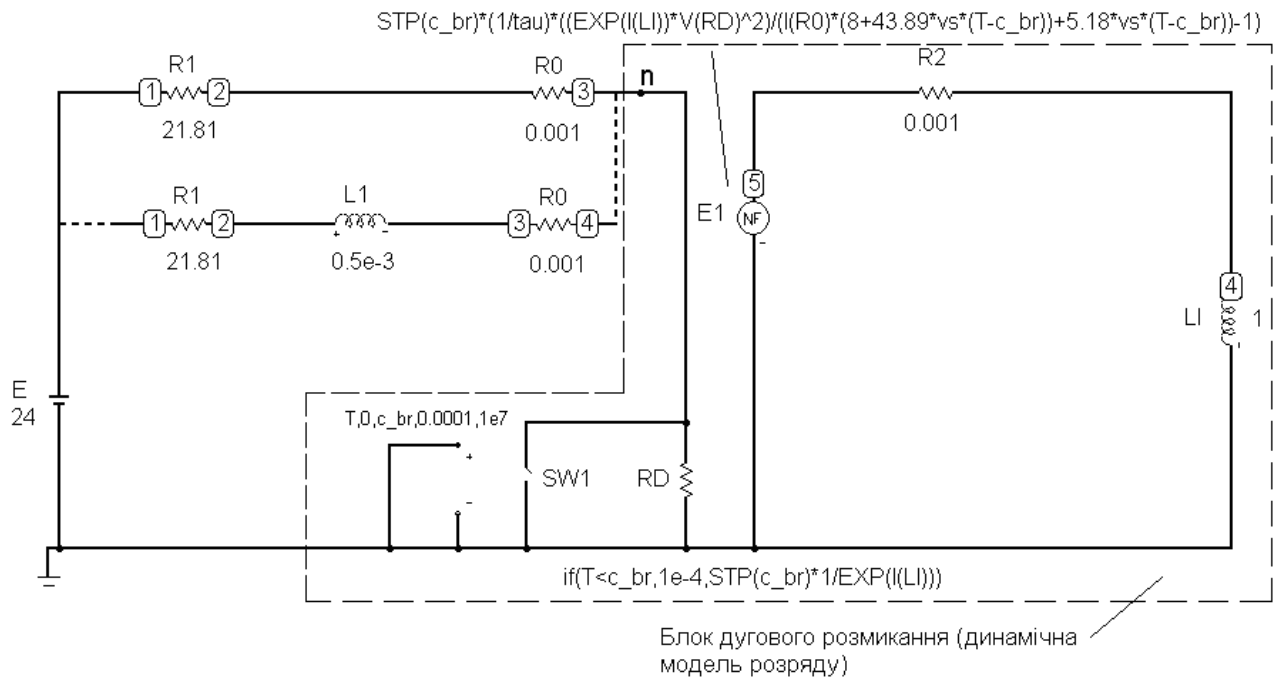 STP(c_br)*(1/tau)*((EXP(I(LI))*V(RD)^2)/(I(R0)*(8+43.89*vs*(T-c_br))+5.18*vs*(T-c_br))-1)
R1
R0
n
R2
1
2
3
21.81
0.001
0.001
5
R1
L1
R0
E1
NF
-
1
2
+
-
3
4
21.81
0.5e-3
0.001
4
LI
1
-
E
24
T,0,c_br,0.0001,1e7
+
SW1
RD
-
if(T<c_br,1e-4,STP(c_br)*1/EXP(I(LI)))
Блок дугового розмикання (динамічна
модель розряду)